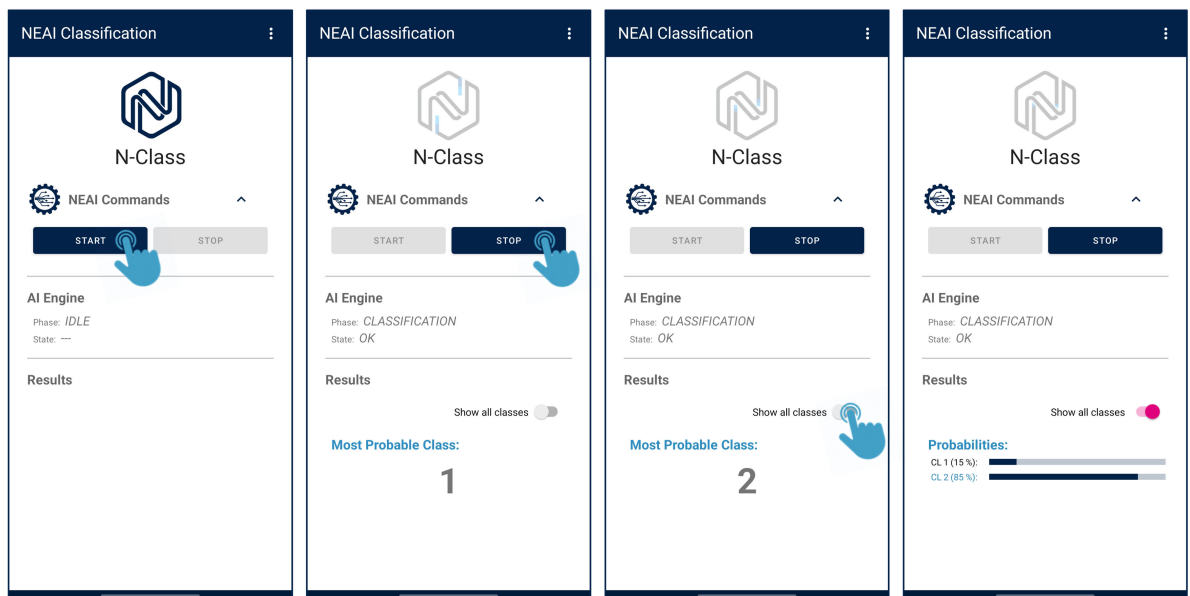 NEAI Classification
N-Class
NEAI Commands
START STOP
AI Engine
Phase: IDLE
State: ---
Results
NEAI Classification
N-Class
NEAI Commands
START STOP
AI Engine
Phase: CLASSIFICATION
State: OK
Results
Show all classes
Most Probable Class:
1
NEAI Classification
N-Class
NEAI Commands
START STOP
AI Engine
Phase: CLASSIFICATION
State: OK
Results
Show all classes
Most Probable Class:
2
NEAI Classification
N-Class
NEAI Commands
START STOP
AI Engine
Phase: CLASSIFICATION
State: OK
Results
Show all classes
Probabilities:
CL 1 (15 %):
CL 2 (85 %):